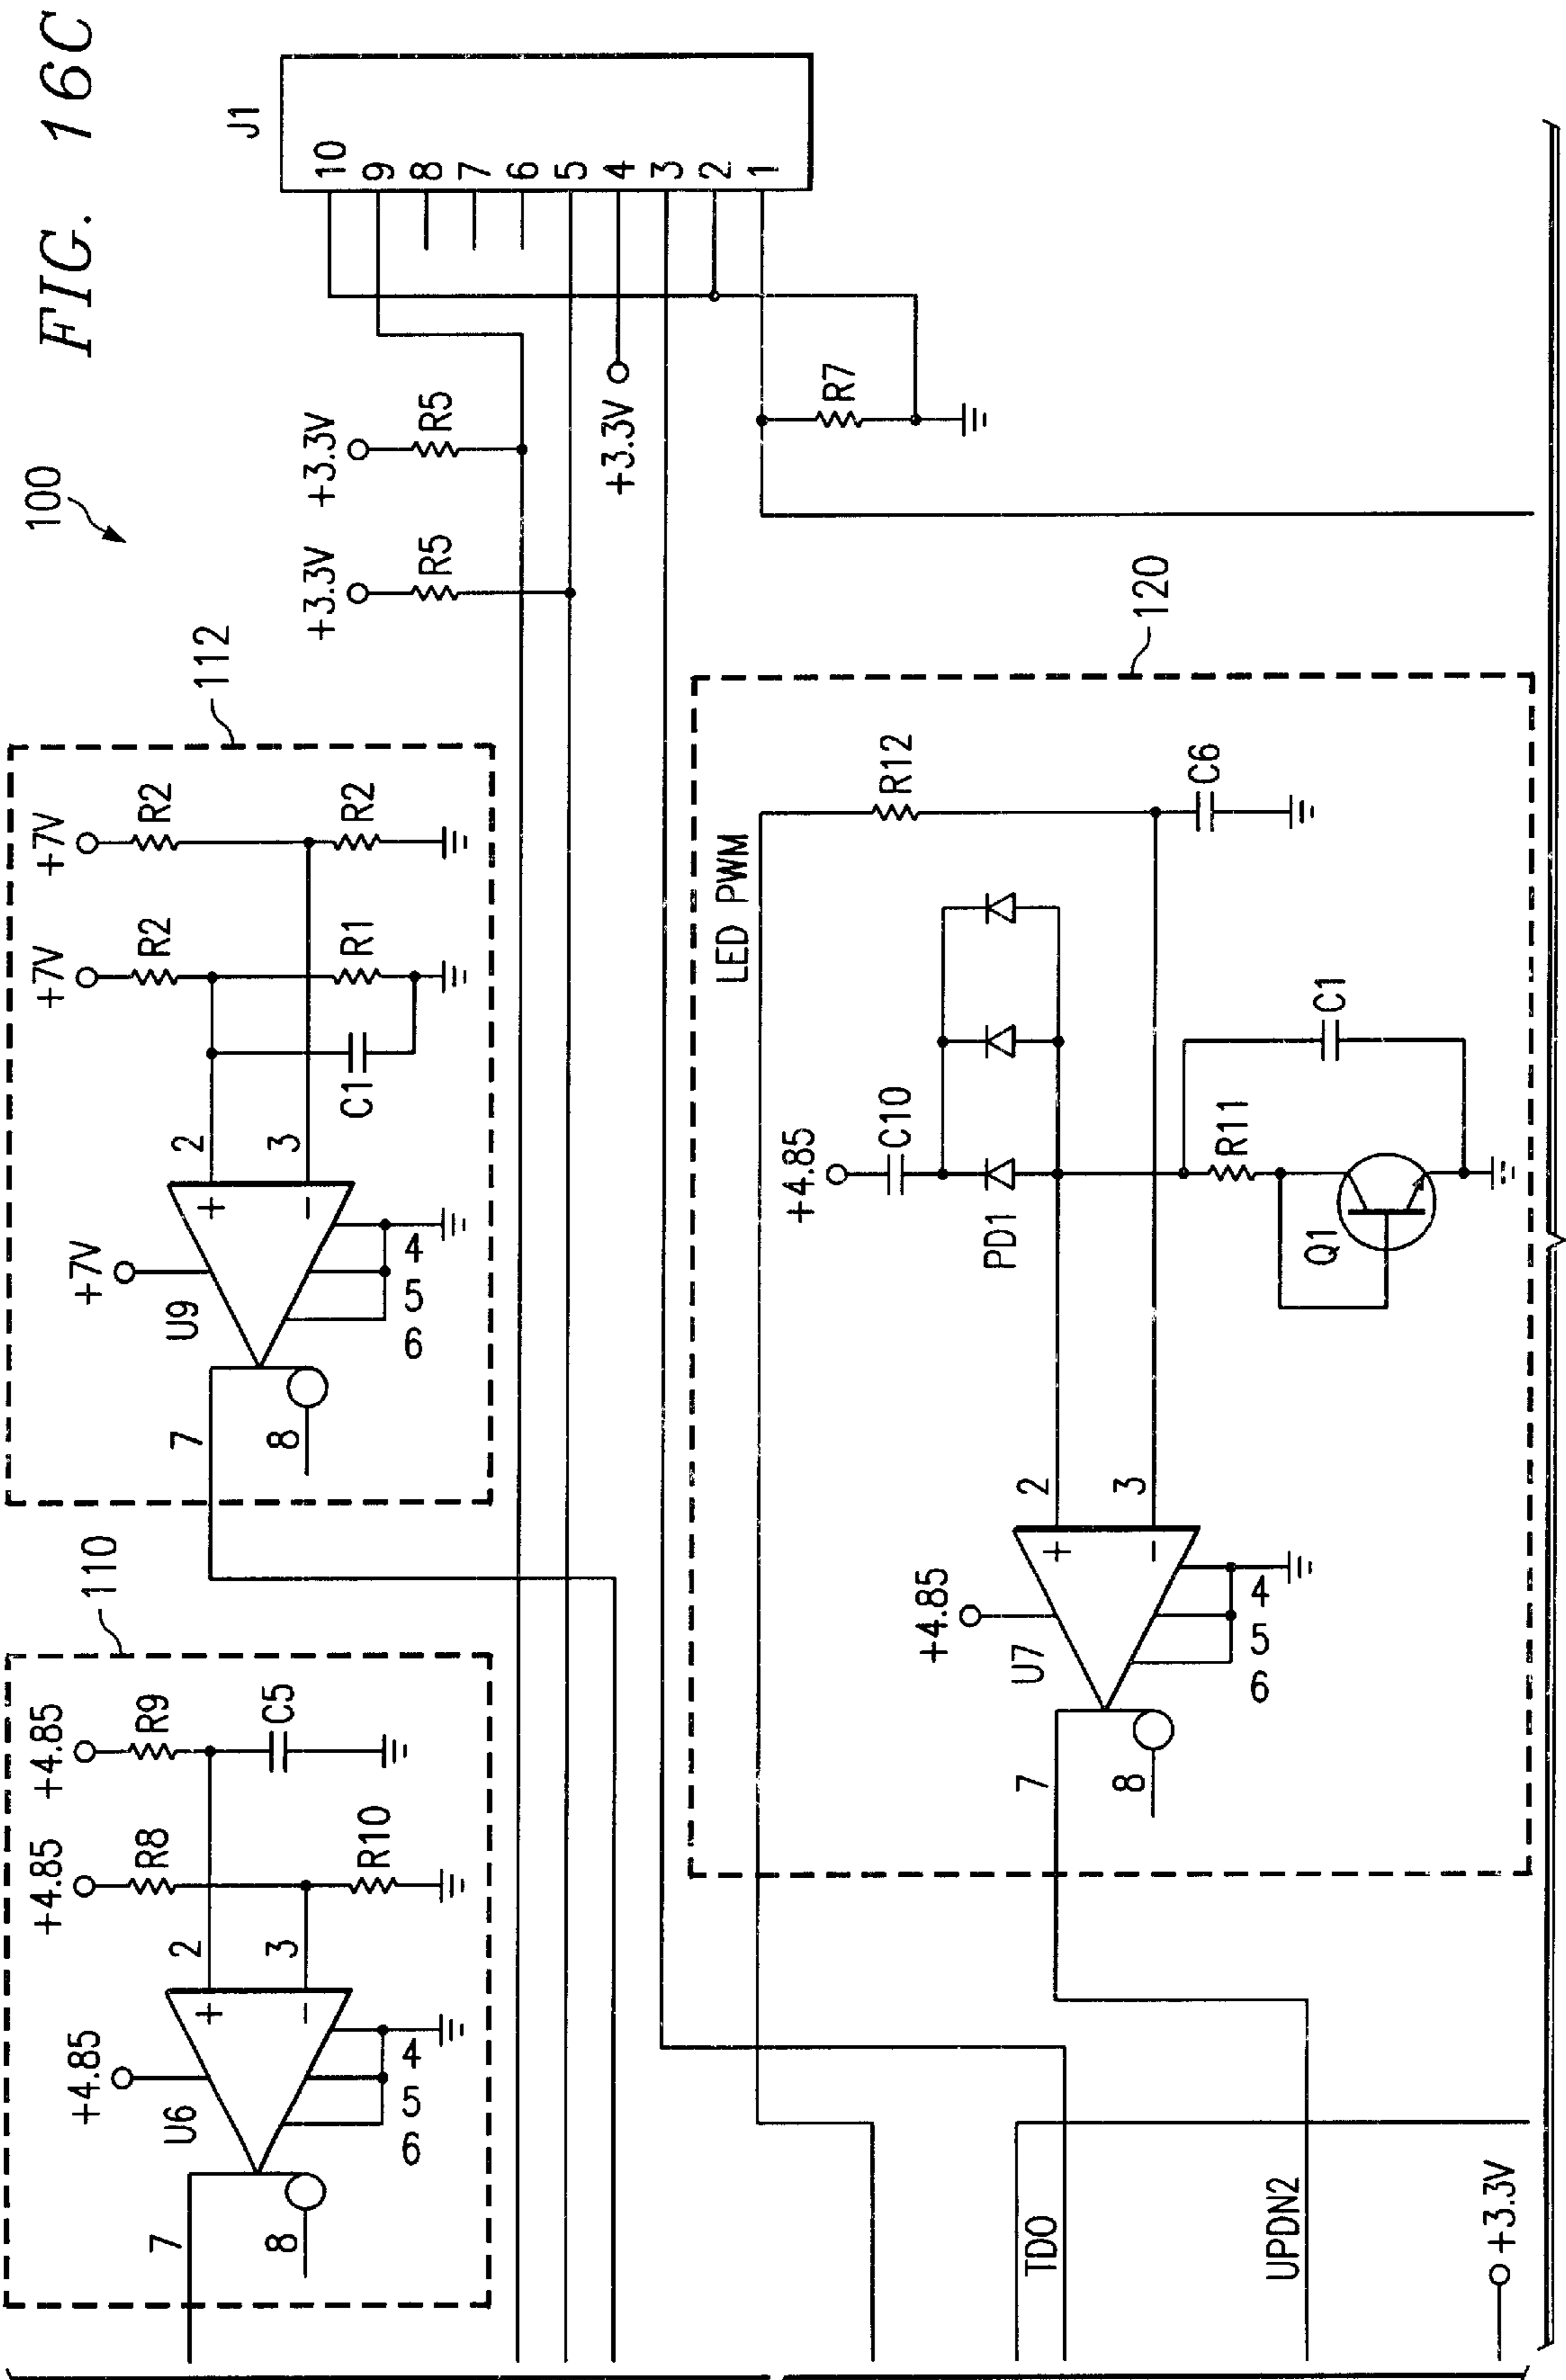 FIG. 16C
100
110
+4.85
U6
+
−
2
3
4
5
6
7
8
+4.85
R8
R10
+4.85
R9
C5
112
+7V
U9
+
−
2
3
4
5
6
7
8
+7V
R2
R1
C1
+7V
R2
R2
+3.3V
R5
+3.3V
R5
J1
10
9
8
7
6
5
4
3
2
1
+3.3V
R7
120
LED PWM
R12
C6
+4.85
C10
PD1
R11
C1
Q1
+4.85
U7
+
−
2
3
4
5
6
7
8
TDO
UPDN2
+3.3V